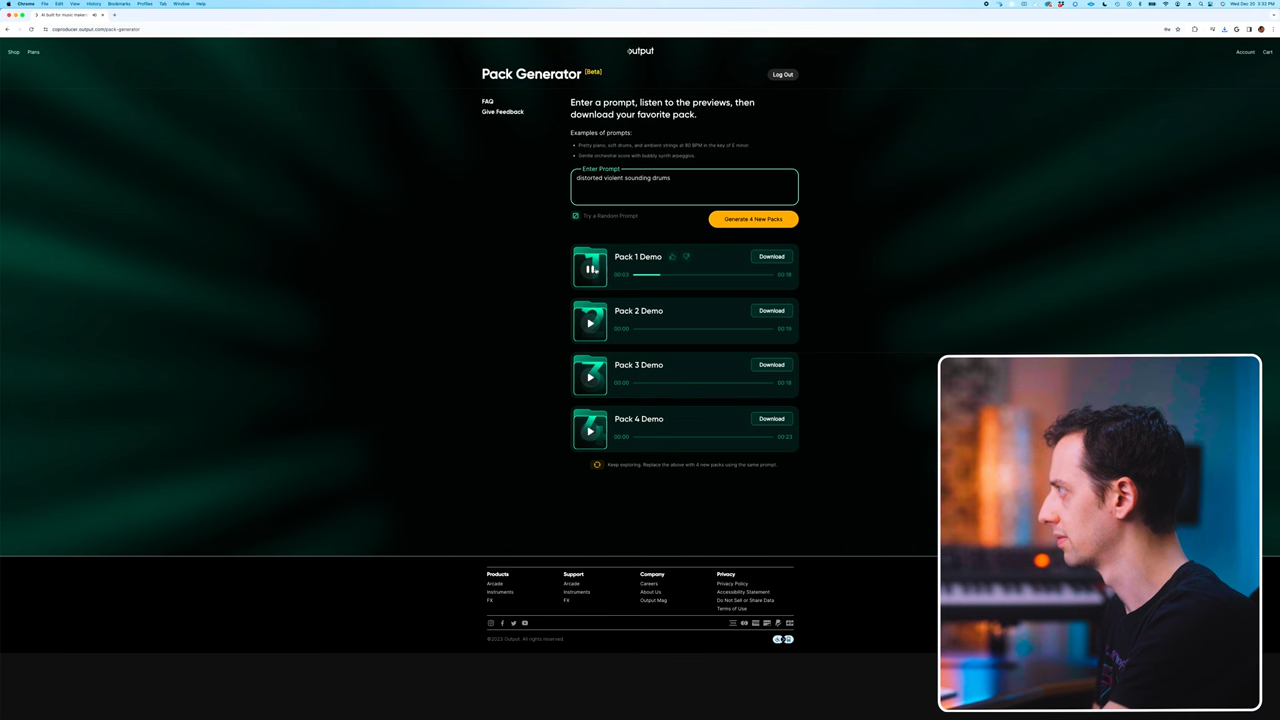 Chrome File Edit View History Bookmarks Profiles Tab Window Help
Wed Dec 20 3:32 PM
AI built for music makers
coproducer.output.com/pack-generator
Shop Plans
output
Account Cart
Pack Generator [Beta]
Log Out
FAQ
Give Feedback
Enter a prompt, listen to the previews, then
download your favorite pack.
Examples of prompts:
Pretty piano, soft drums, and ambient strings at 80 BPM in the key of E minor.
Gentle orchestral score with bubbly synth arpeggios.
Enter Prompt
distorted violent sounding drums
Try a Random Prompt
Generate 4 New Packs
Pack 1 Demo
Download
00:03
00:18
Pack 2 Demo
Download
00:00
00:19
Pack 3 Demo
Download
00:00
00:18
Pack 4 Demo
Download
00:00
00:23
Keep exploring. Replace the above with 4 new packs using the same prompt.
Products Support Company Privacy
Arcade Arcade Careers Privacy Policy
Instruments Instruments About Us Accessibility Statement
FX FX Output Mag Do Not Sell or Share Data
Terms of Use
©2023 Output. All rights reserved.